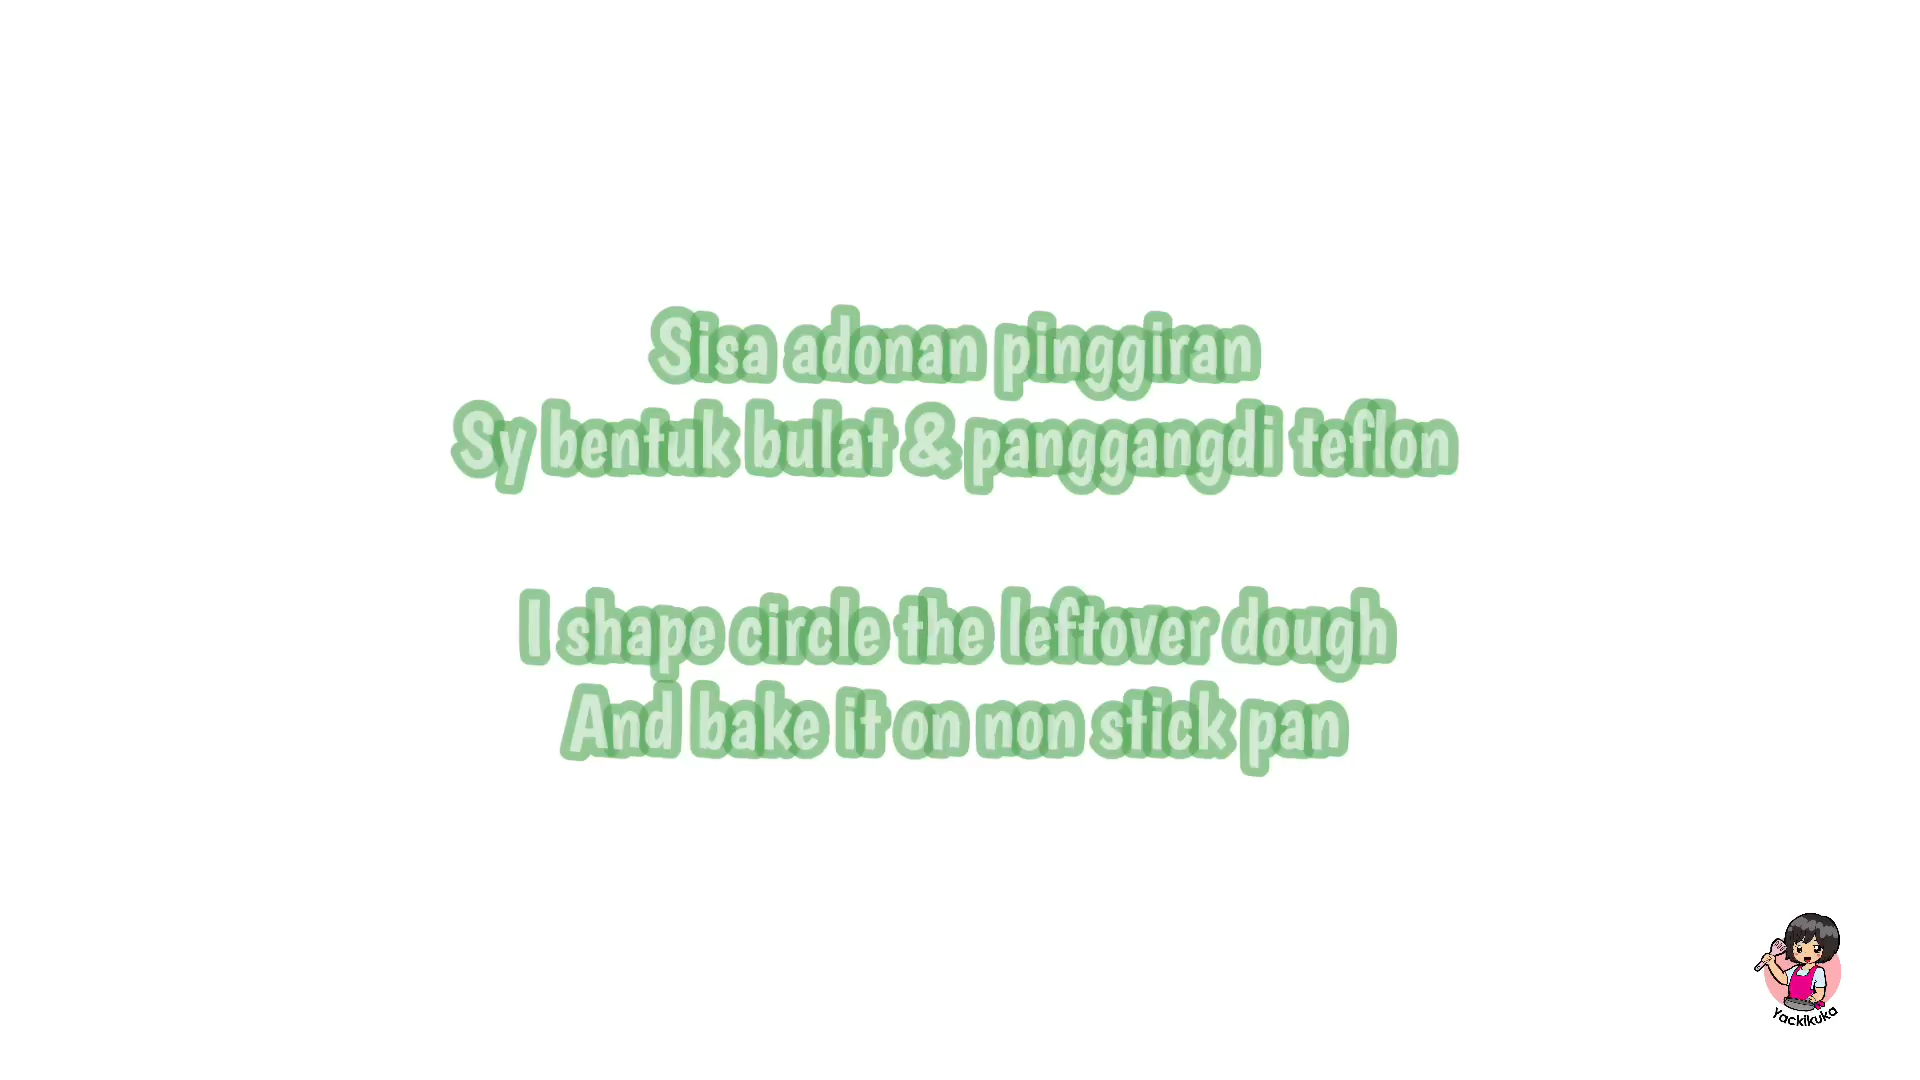 Sisa adonan pinggiran
Sy bentuk bulat & panggangdi teflon
I shape circle the leftover dough
And bake it on non stick pan
Yackikuka